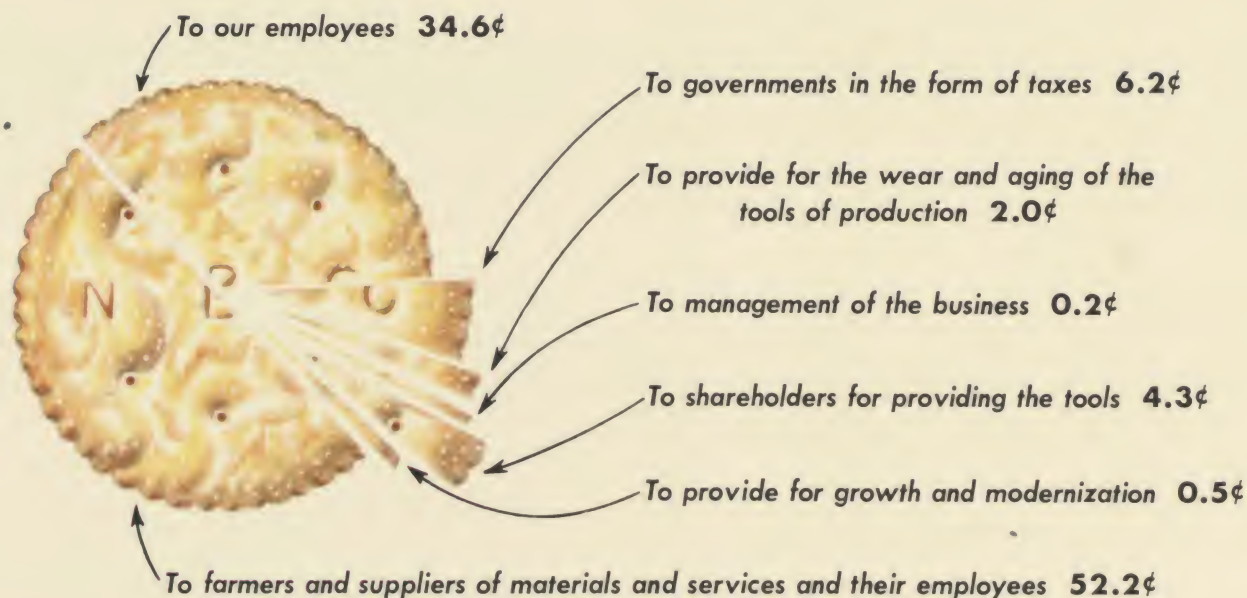 To our employees 34.6¢
To governments in the form of taxes 6.2¢
To provide for the wear and aging of the
tools of production 2.0¢
N B C
To management of the business 0.2¢
To shareholders for providing the tools 4.3¢
To provide for growth and modernization 0.5¢
To farmers and suppliers of materials and services and their employees 52.2¢